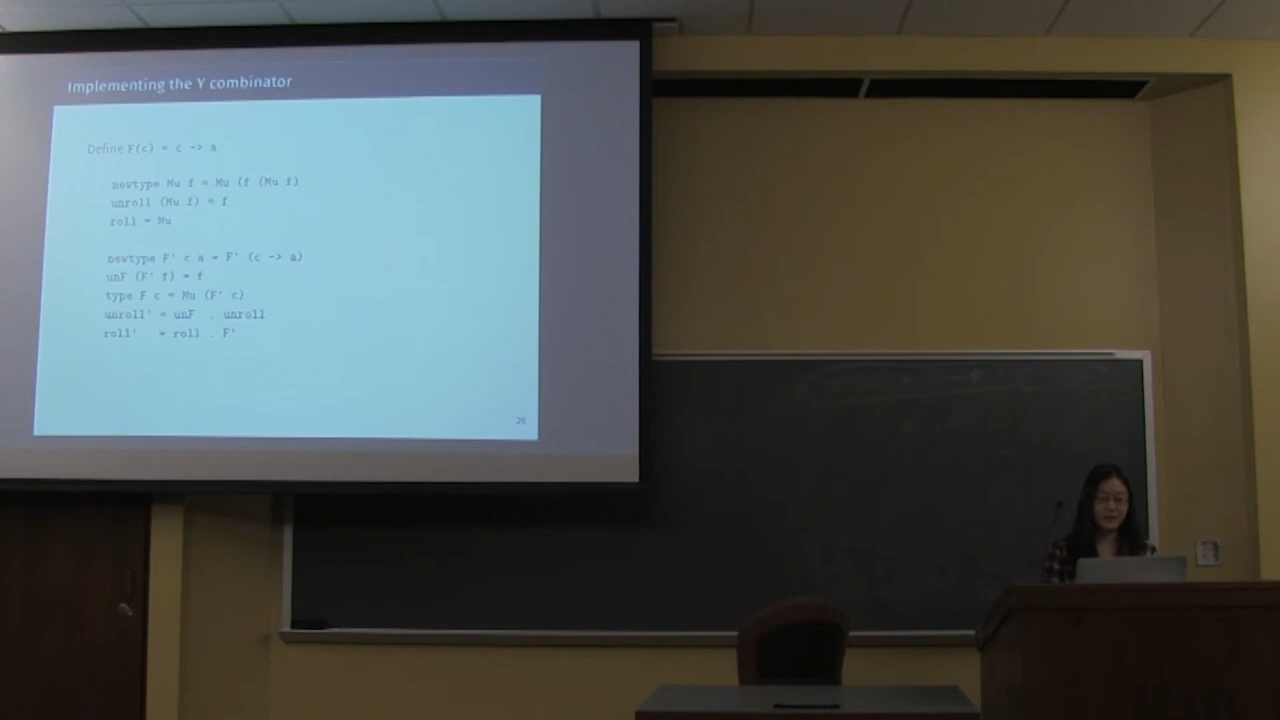 Implementing the Y combinator
Define F(c) = c -> a
newtype Mu f = Mu (f (Mu f)
unroll (Mu f) = f
roll = Mu
newtype F' c a = F' (c -> a)
unF (F' f) = f
type F c = Mu (F' c)
unroll' = unF . unroll
roll' = roll . F'
26